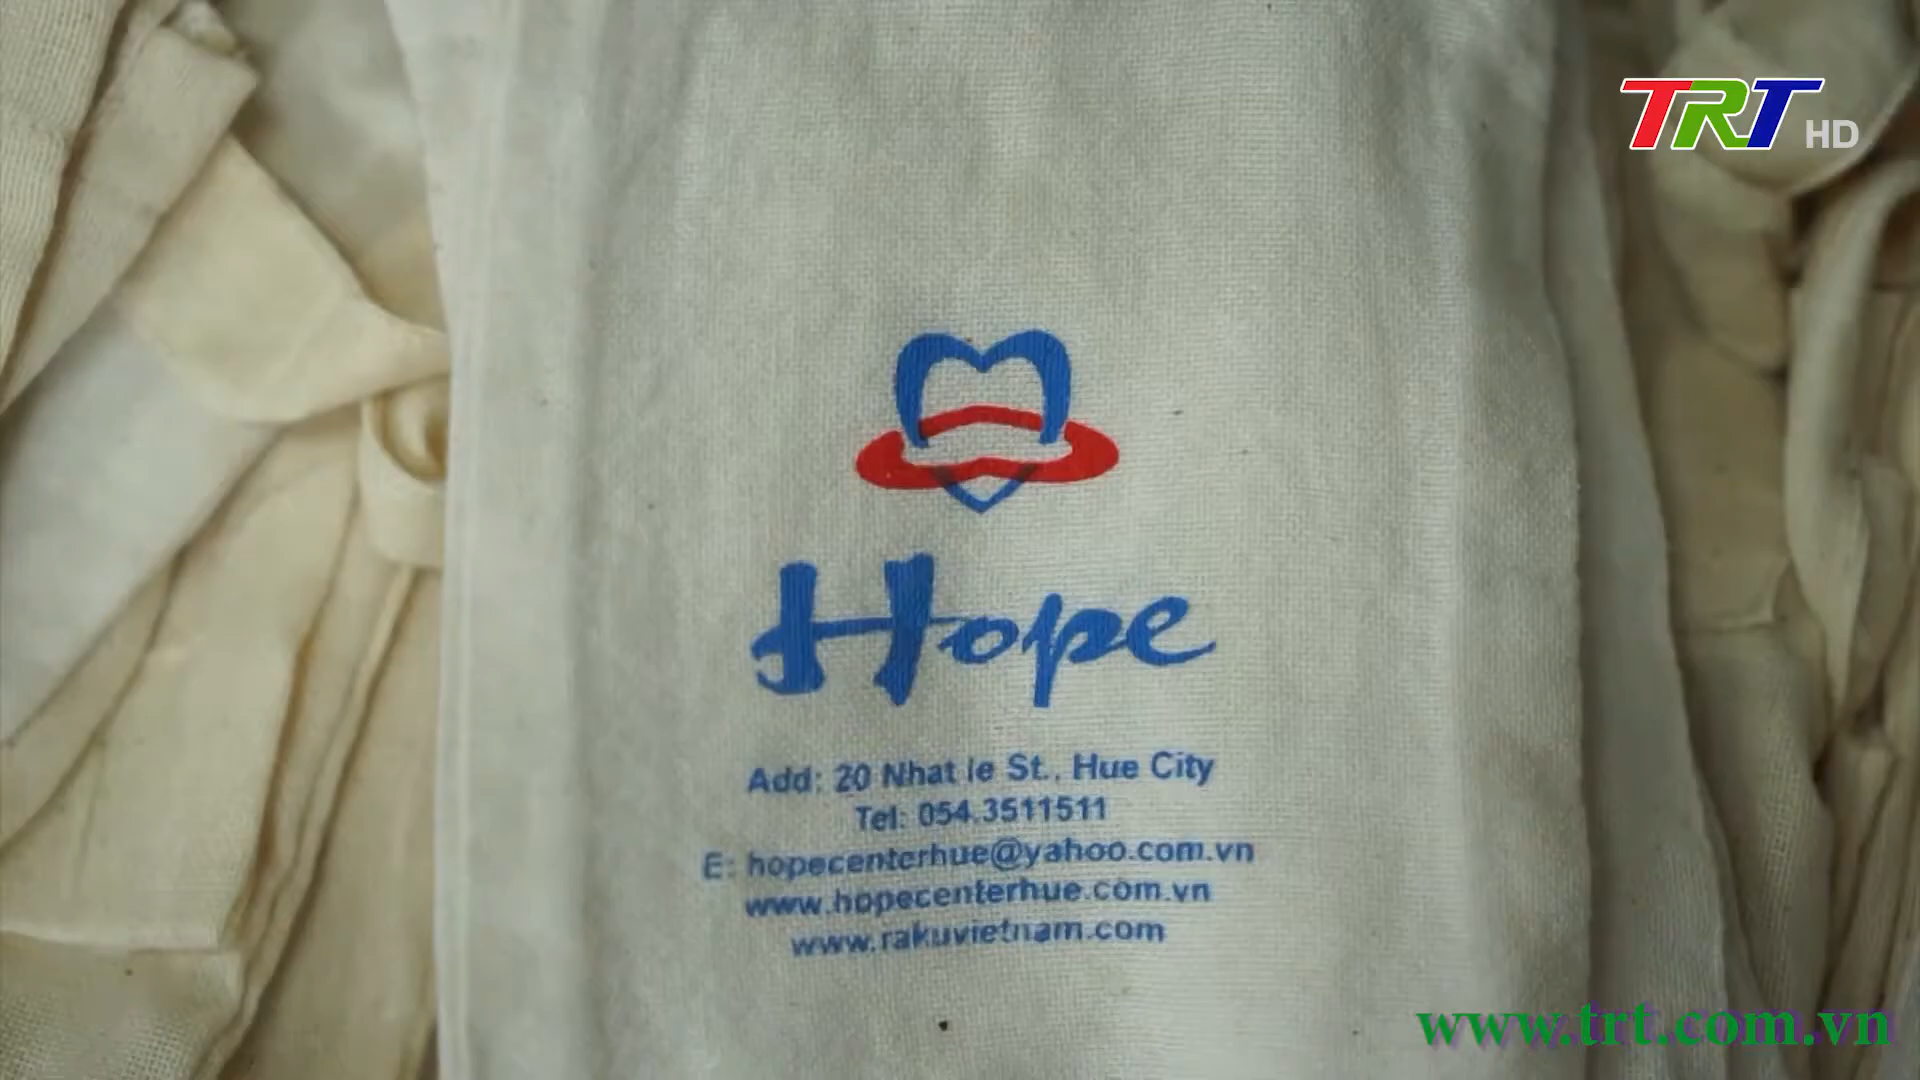 TRT HD
Hope
Add: 20 Nhat le St., Hue City
Tel: 054.3511511
E: hopecenterhue@yahoo.com.vn
www.hopecenterhue.com.vn
www.rakuvietnam.com
www.trt.com.vn